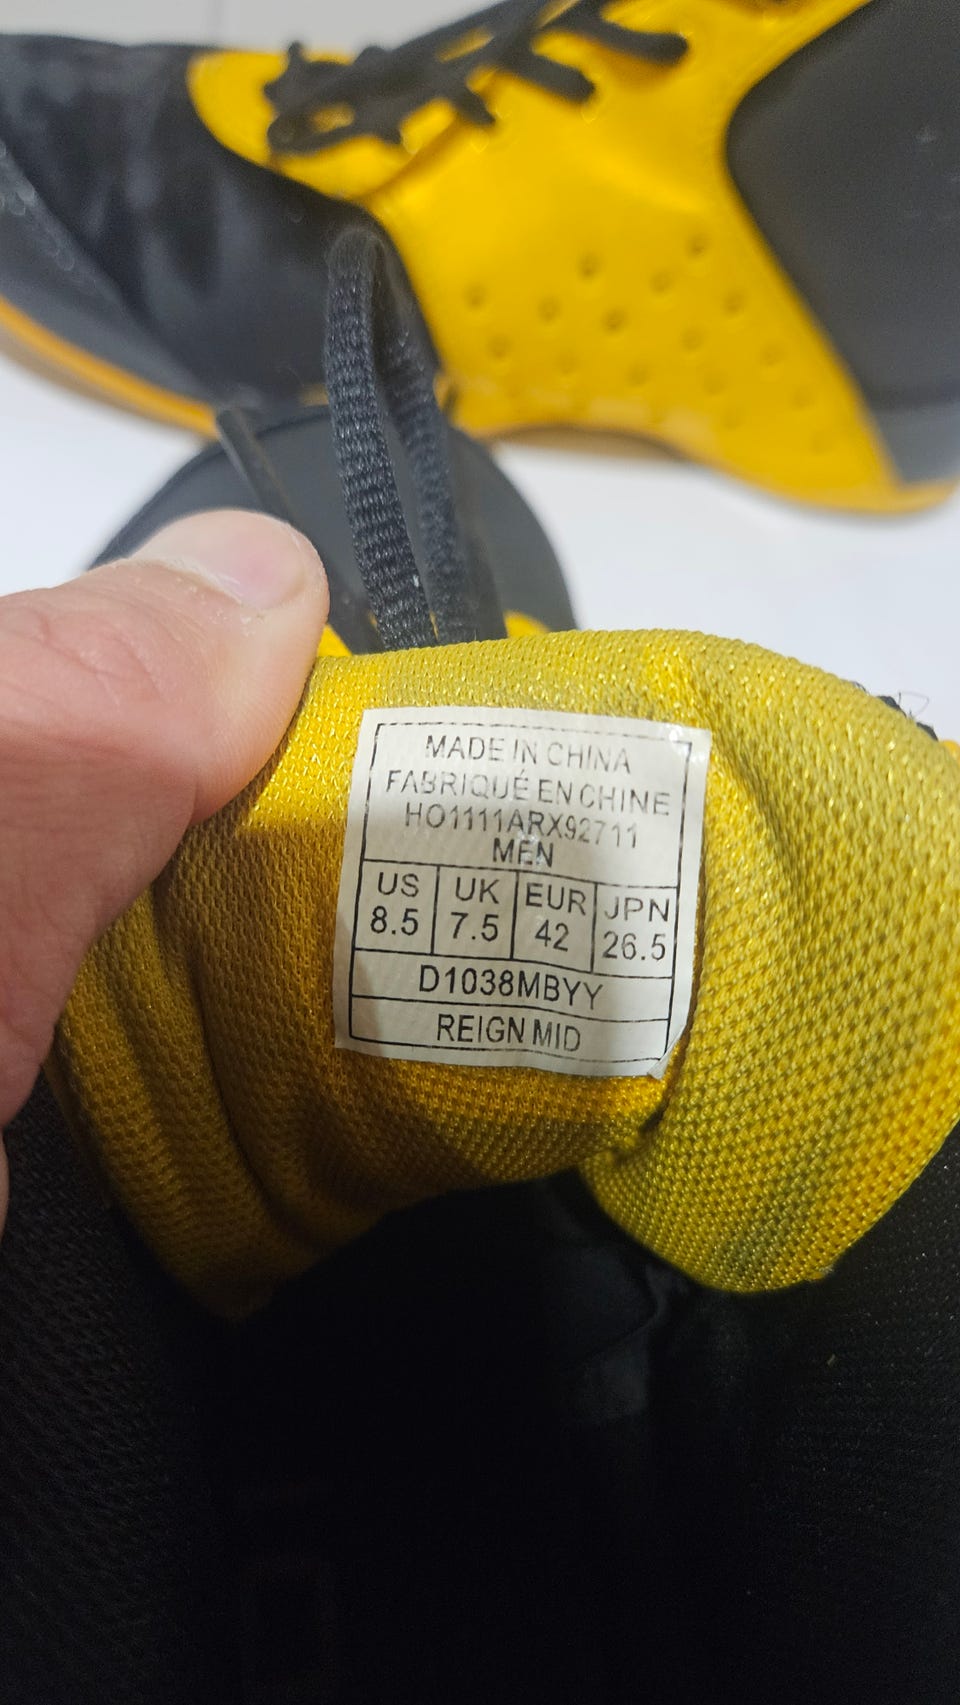 MADE IN CHINA
FABRIQUÉ EN CHINE
HO1111ARX92711
MEN
US UK EUR JPN
8.5 7.5 42 26.5
D1038MBYY
REIGN MID